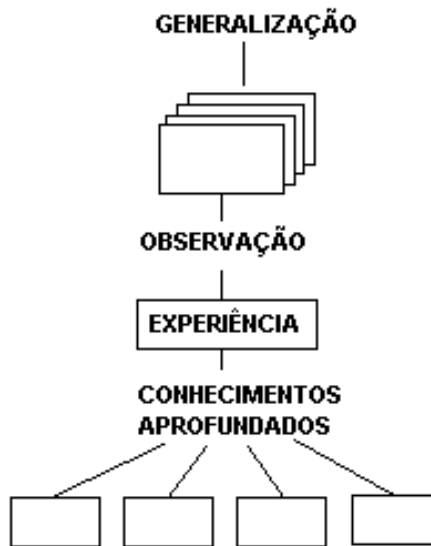 GENERALIZAÇÃO
OBSERVAÇÃO
EXPERIÊNCIA
CONHECIMENTOS
APROFUNDADOS